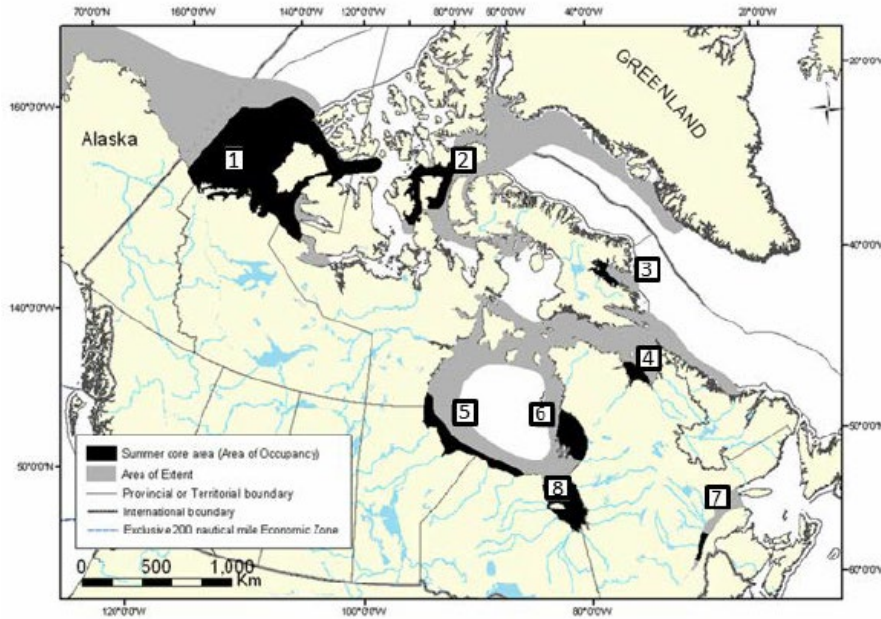 70°0'0"N 160°0'0"W 140°0'0"W 120°0'0"W 100°0'0"W 80°0'0"W 60°0'0"W 40°0'0"W 20°0'0"W
20°0'0"W
GREENLAND
160°0'0"W
Alaska
1
2
40°0'0"W
3
140°0'0"W
4
5
6
50°0'0"W
Summer core area (Area of Occupancy)
Area of Extent
Provincial or Territorial boundary
International boundary
Exclusive 200 nautical mile Economic Zone
50°0'0"N
8
7
0 500 1,000
Km
60°0'0"W
120°0'0"W 100°0'0"W 80°0'0"W